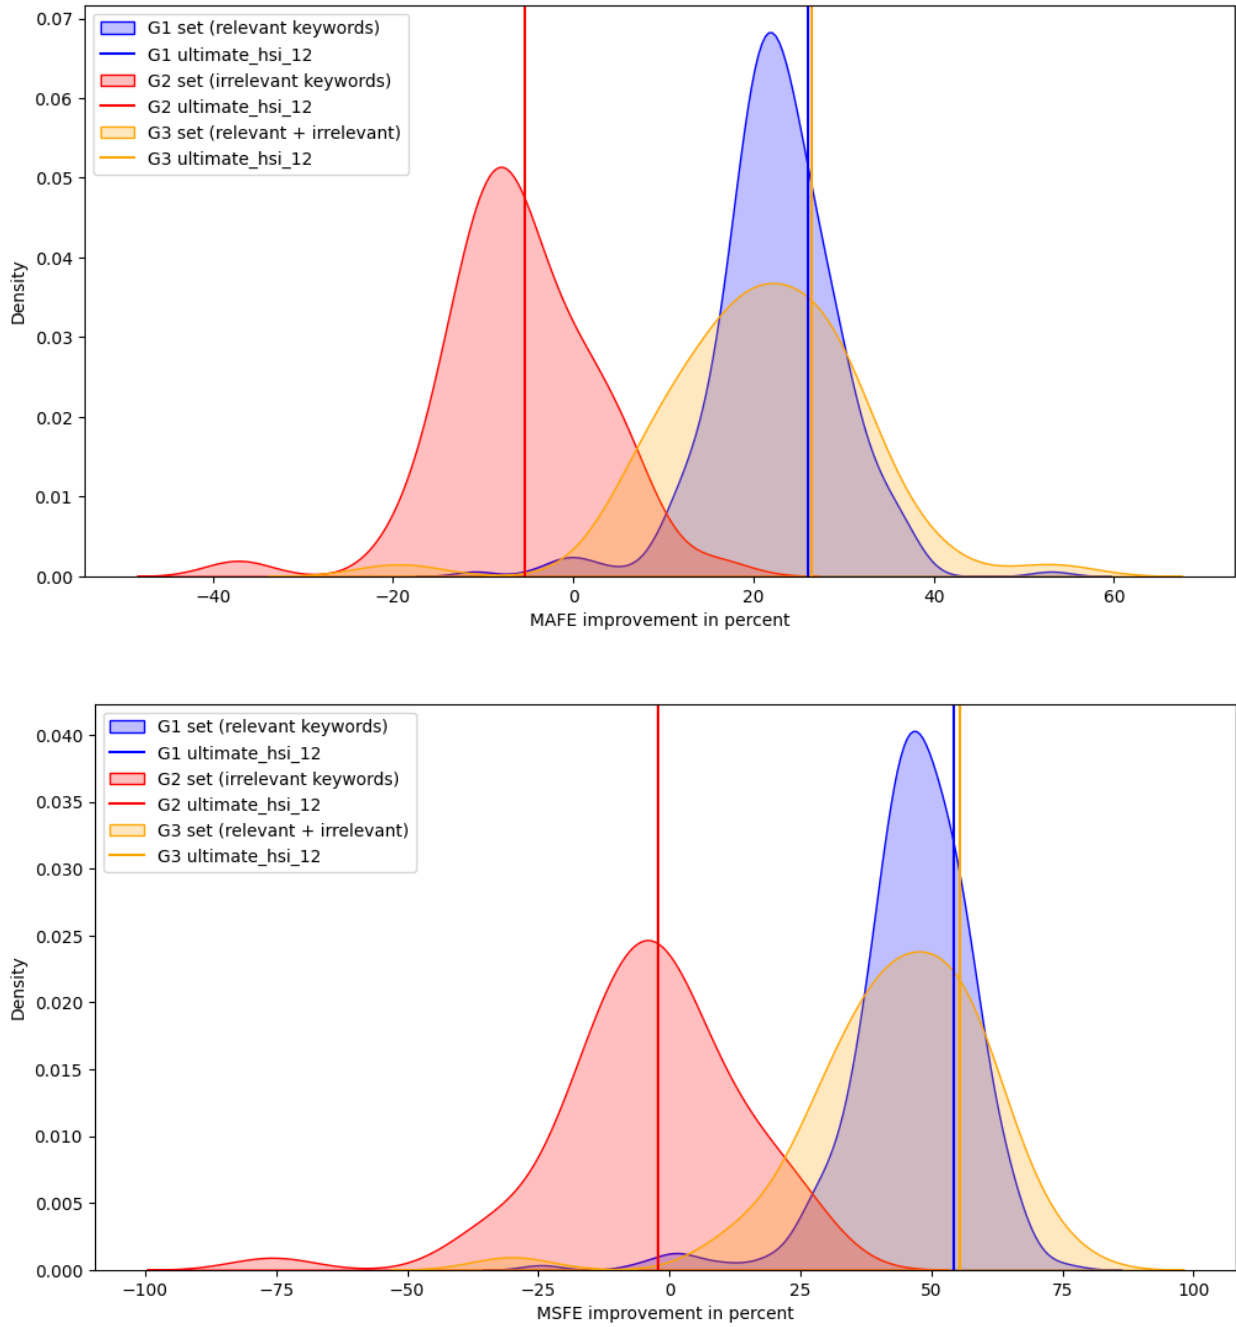 0.07
0.06
0.05
0.04
0.03
0.02
0.01
0.00
Density
G1 set (relevant keywords)
G1 ultimate_hsi_12
G2 set (irrelevant keywords)
G2 ultimate_hsi_12
G3 set (relevant + irrelevant)
G3 ultimate_hsi_12
−40 −20 0 20 40 60
MAFE improvement in percent
0.040
0.035
0.030
0.025
0.020
0.015
0.010
0.005
0.000
Density
G1 set (relevant keywords)
G1 ultimate_hsi_12
G2 set (irrelevant keywords)
G2 ultimate_hsi_12
G3 set (relevant + irrelevant)
G3 ultimate_hsi_12
−100 −75 −50 −25 0 25 50 75 100
MSFE improvement in percent